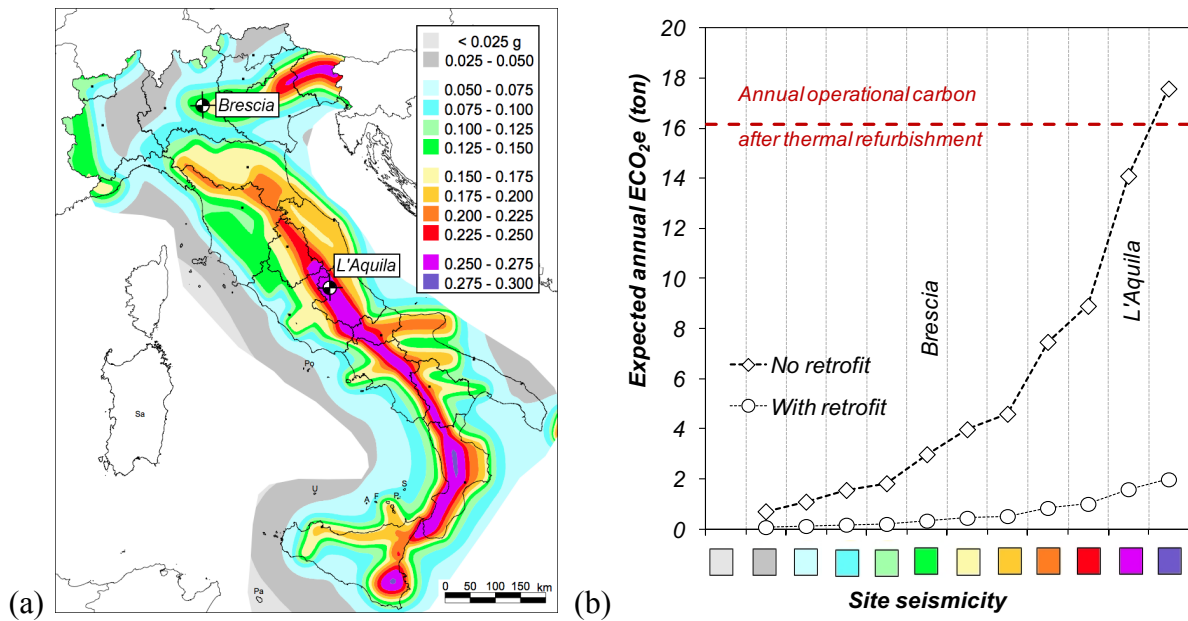 < 0.025 g
0.025 - 0.050
0.050 - 0.075
0.075 - 0.100
0.100 - 0.125
0.125 - 0.150
0.150 - 0.175
0.175 - 0.200
0.200 - 0.225
0.225 - 0.250
0.250 - 0.275
0.275 - 0.300
Brescia
L'Aquila
Po
Sa
U
A
F
P
S
Pa
0 50 100 150
km
(a)
Expected annual ECO₂e (ton)
20
18
16
14
12
10
8
6
4
2
0
Annual operational carbon
after thermal refurbishment
Brescia
L'Aquila
No retrofit
With retrofit
Site seismicity
(b)